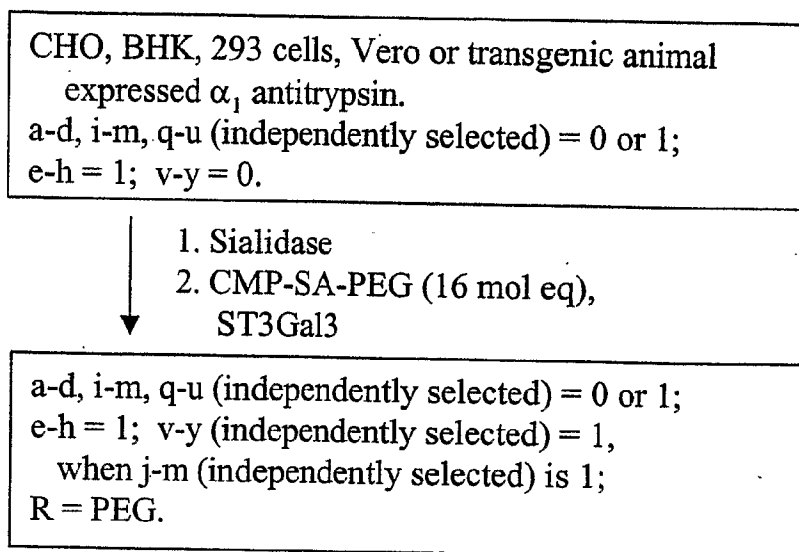 CHO, BHK, 293 cells, Vero or transgenic animal
expressed α₁ antitrypsin.
a-d, i-m, q-u (independently selected) = 0 or 1;
e-h = 1; v-y = 0.
1. Sialidase
2. CMP-SA-PEG (16 mol eq),
ST3Gal3
a-d, i-m, q-u (independently selected) = 0 or 1;
e-h = 1; v-y (independently selected) = 1,
when j-m (independently selected) is 1;
R = PEG.